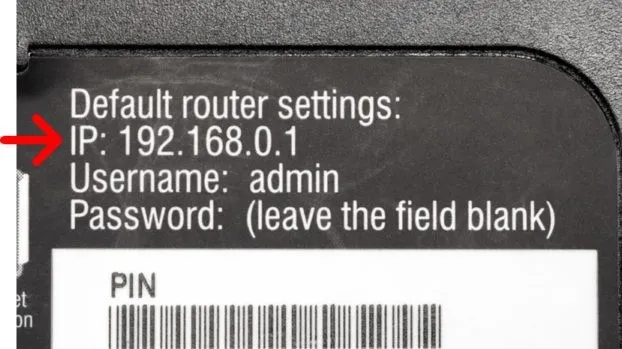 Default router settings:
IP: 192.168.0.1
Username: admin
Password: (leave the field blank)
PIN